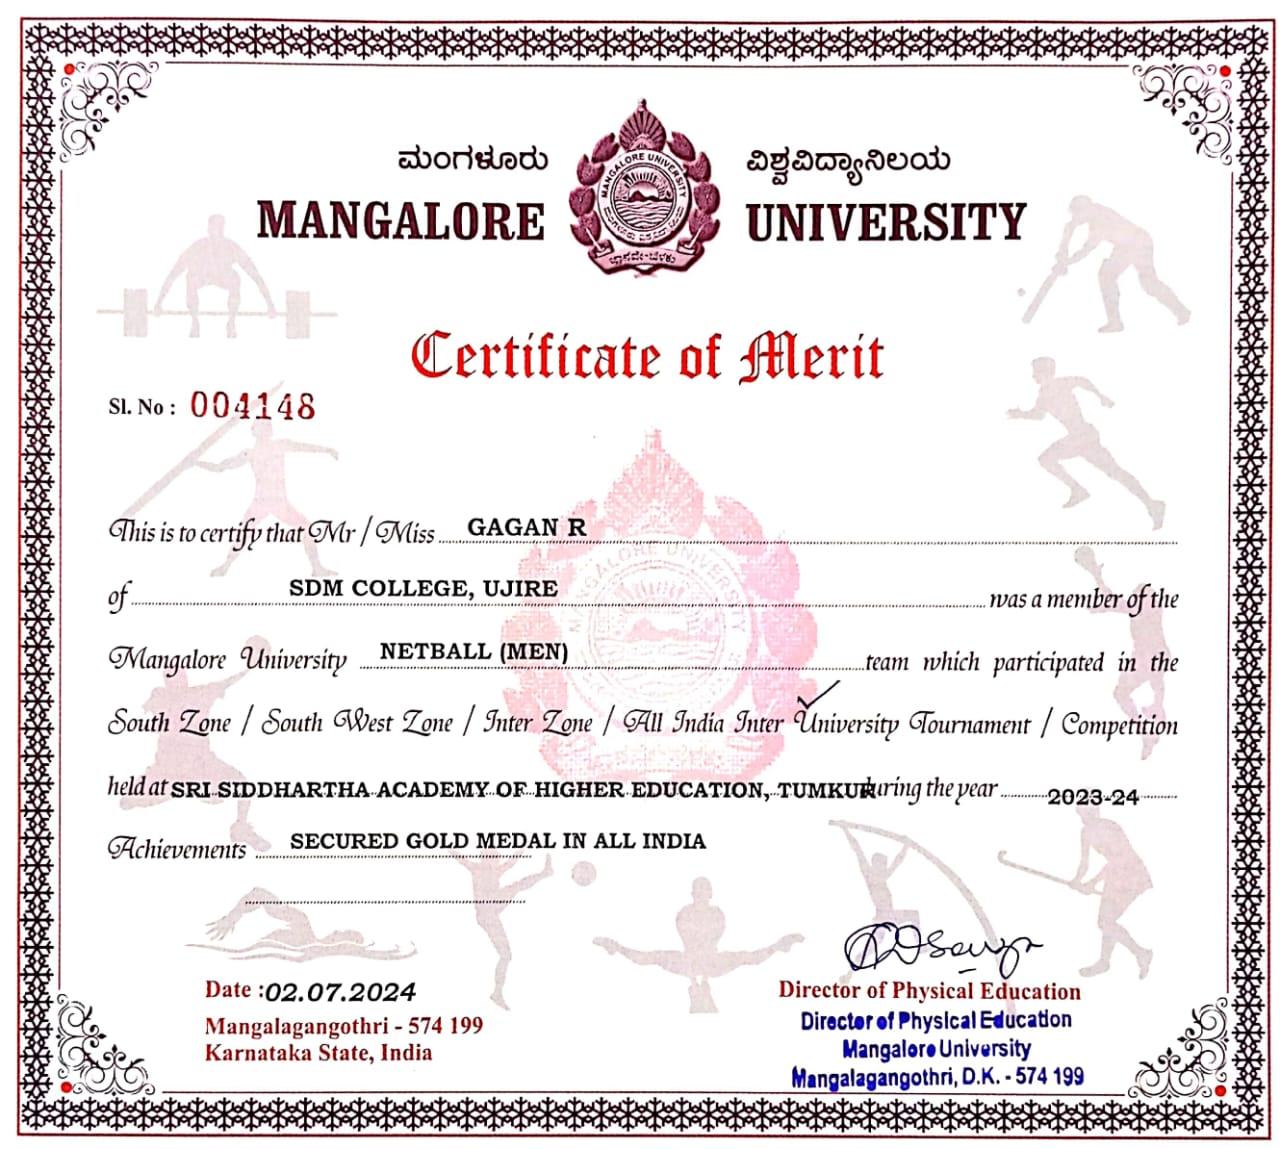 ಮಂಗಳೂರು ವಿಶ್ವವಿದ್ಯಾನಿಲಯ
MANGALORE UNIVERSITY
MANGALORE UNIVERSITY
Certificate of Merit
Sl. No : 004148
This is to certify that Mr / Miss GAGAN R
of SDM COLLEGE, UJIRE was a member of the
Mangalore University NETBALL (MEN) team which participated in the
South Zone / South West Zone / Inter Zone / All India Inter University Tournament / Competition
held at SRI SIDDHARTHA ACADEMY OF HIGHER EDUCATION, TUMKUR during the year 2023-24
Achievements SECURED GOLD MEDAL IN ALL INDIA
Date : 02.07.2024
Mangalagangothri - 574 199
Karnataka State, India
Director of Physical Education
Director of Physical Education
Mangalore University
Mangalagangothri, D.K. - 574 199